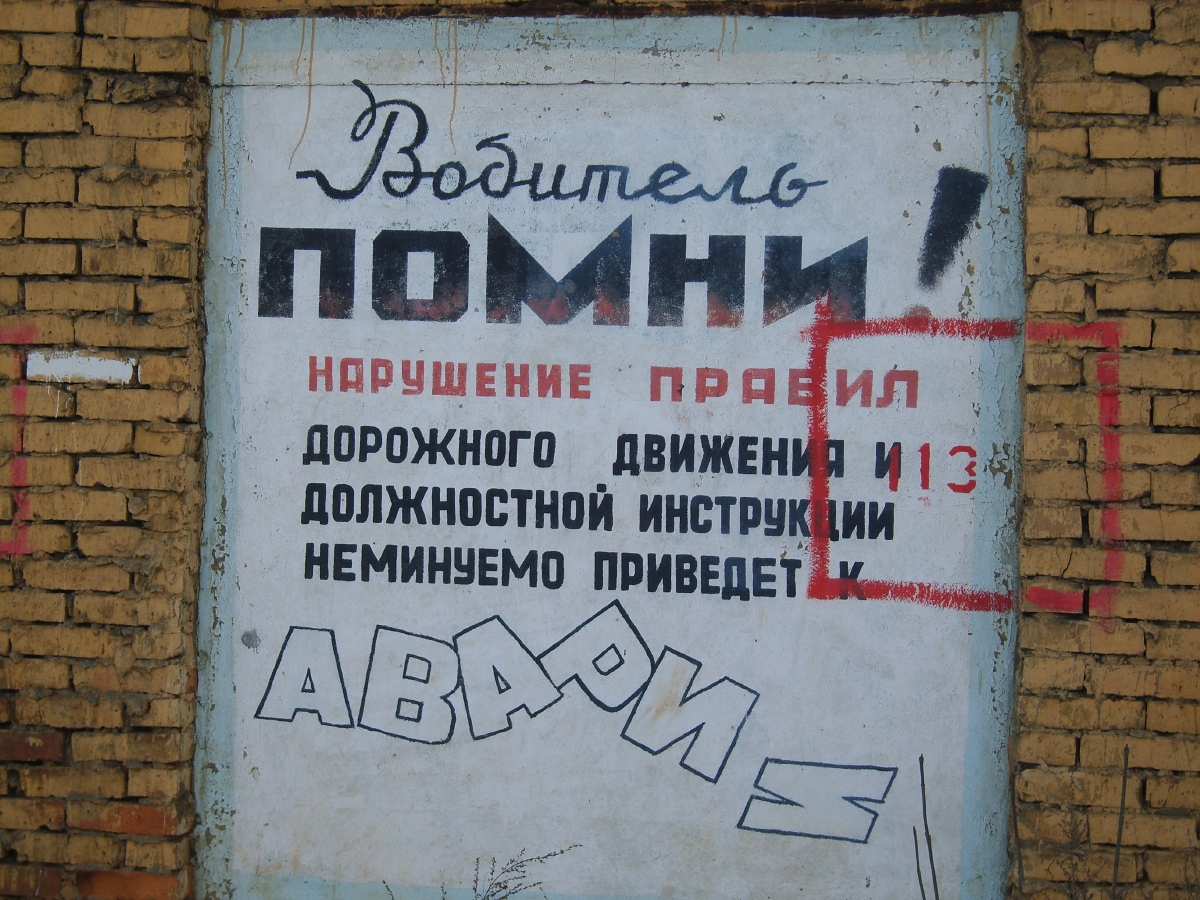 Водитель
ПОМНИ!
НАРУШЕНИЕ ПРАВИЛ
ДОРОЖНОГО ДВИЖЕНИЯ И
113
ДОЛЖНОСТНОЙ ИНСТРУКЦИИ
НЕМИНУЕМО ПРИВЕДЕТ К
АВАРИИ